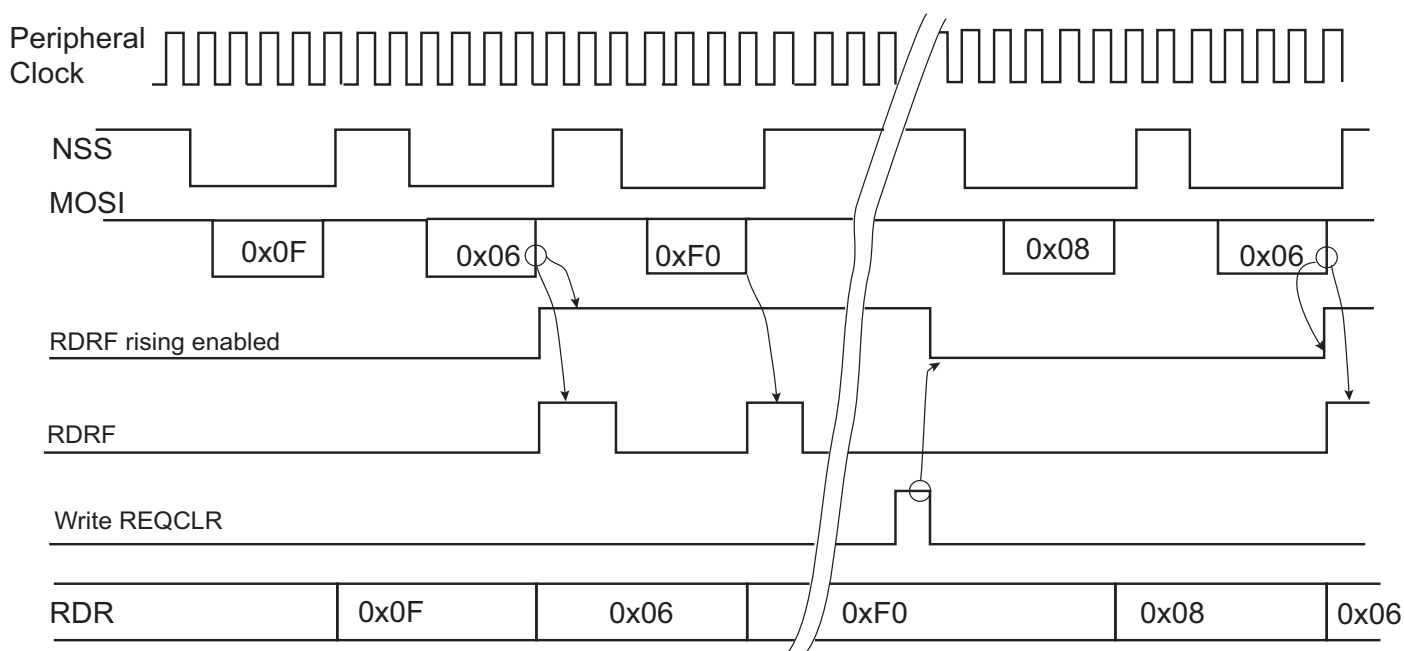 Peripheral
Clock
NSS
MOSI
0x0F 0x06 0xF0 0x08 0x06
RDRF rising enabled
RDRF
Write REQCLR
RDR 0x0F 0x06 0xF0 0x08 0x06